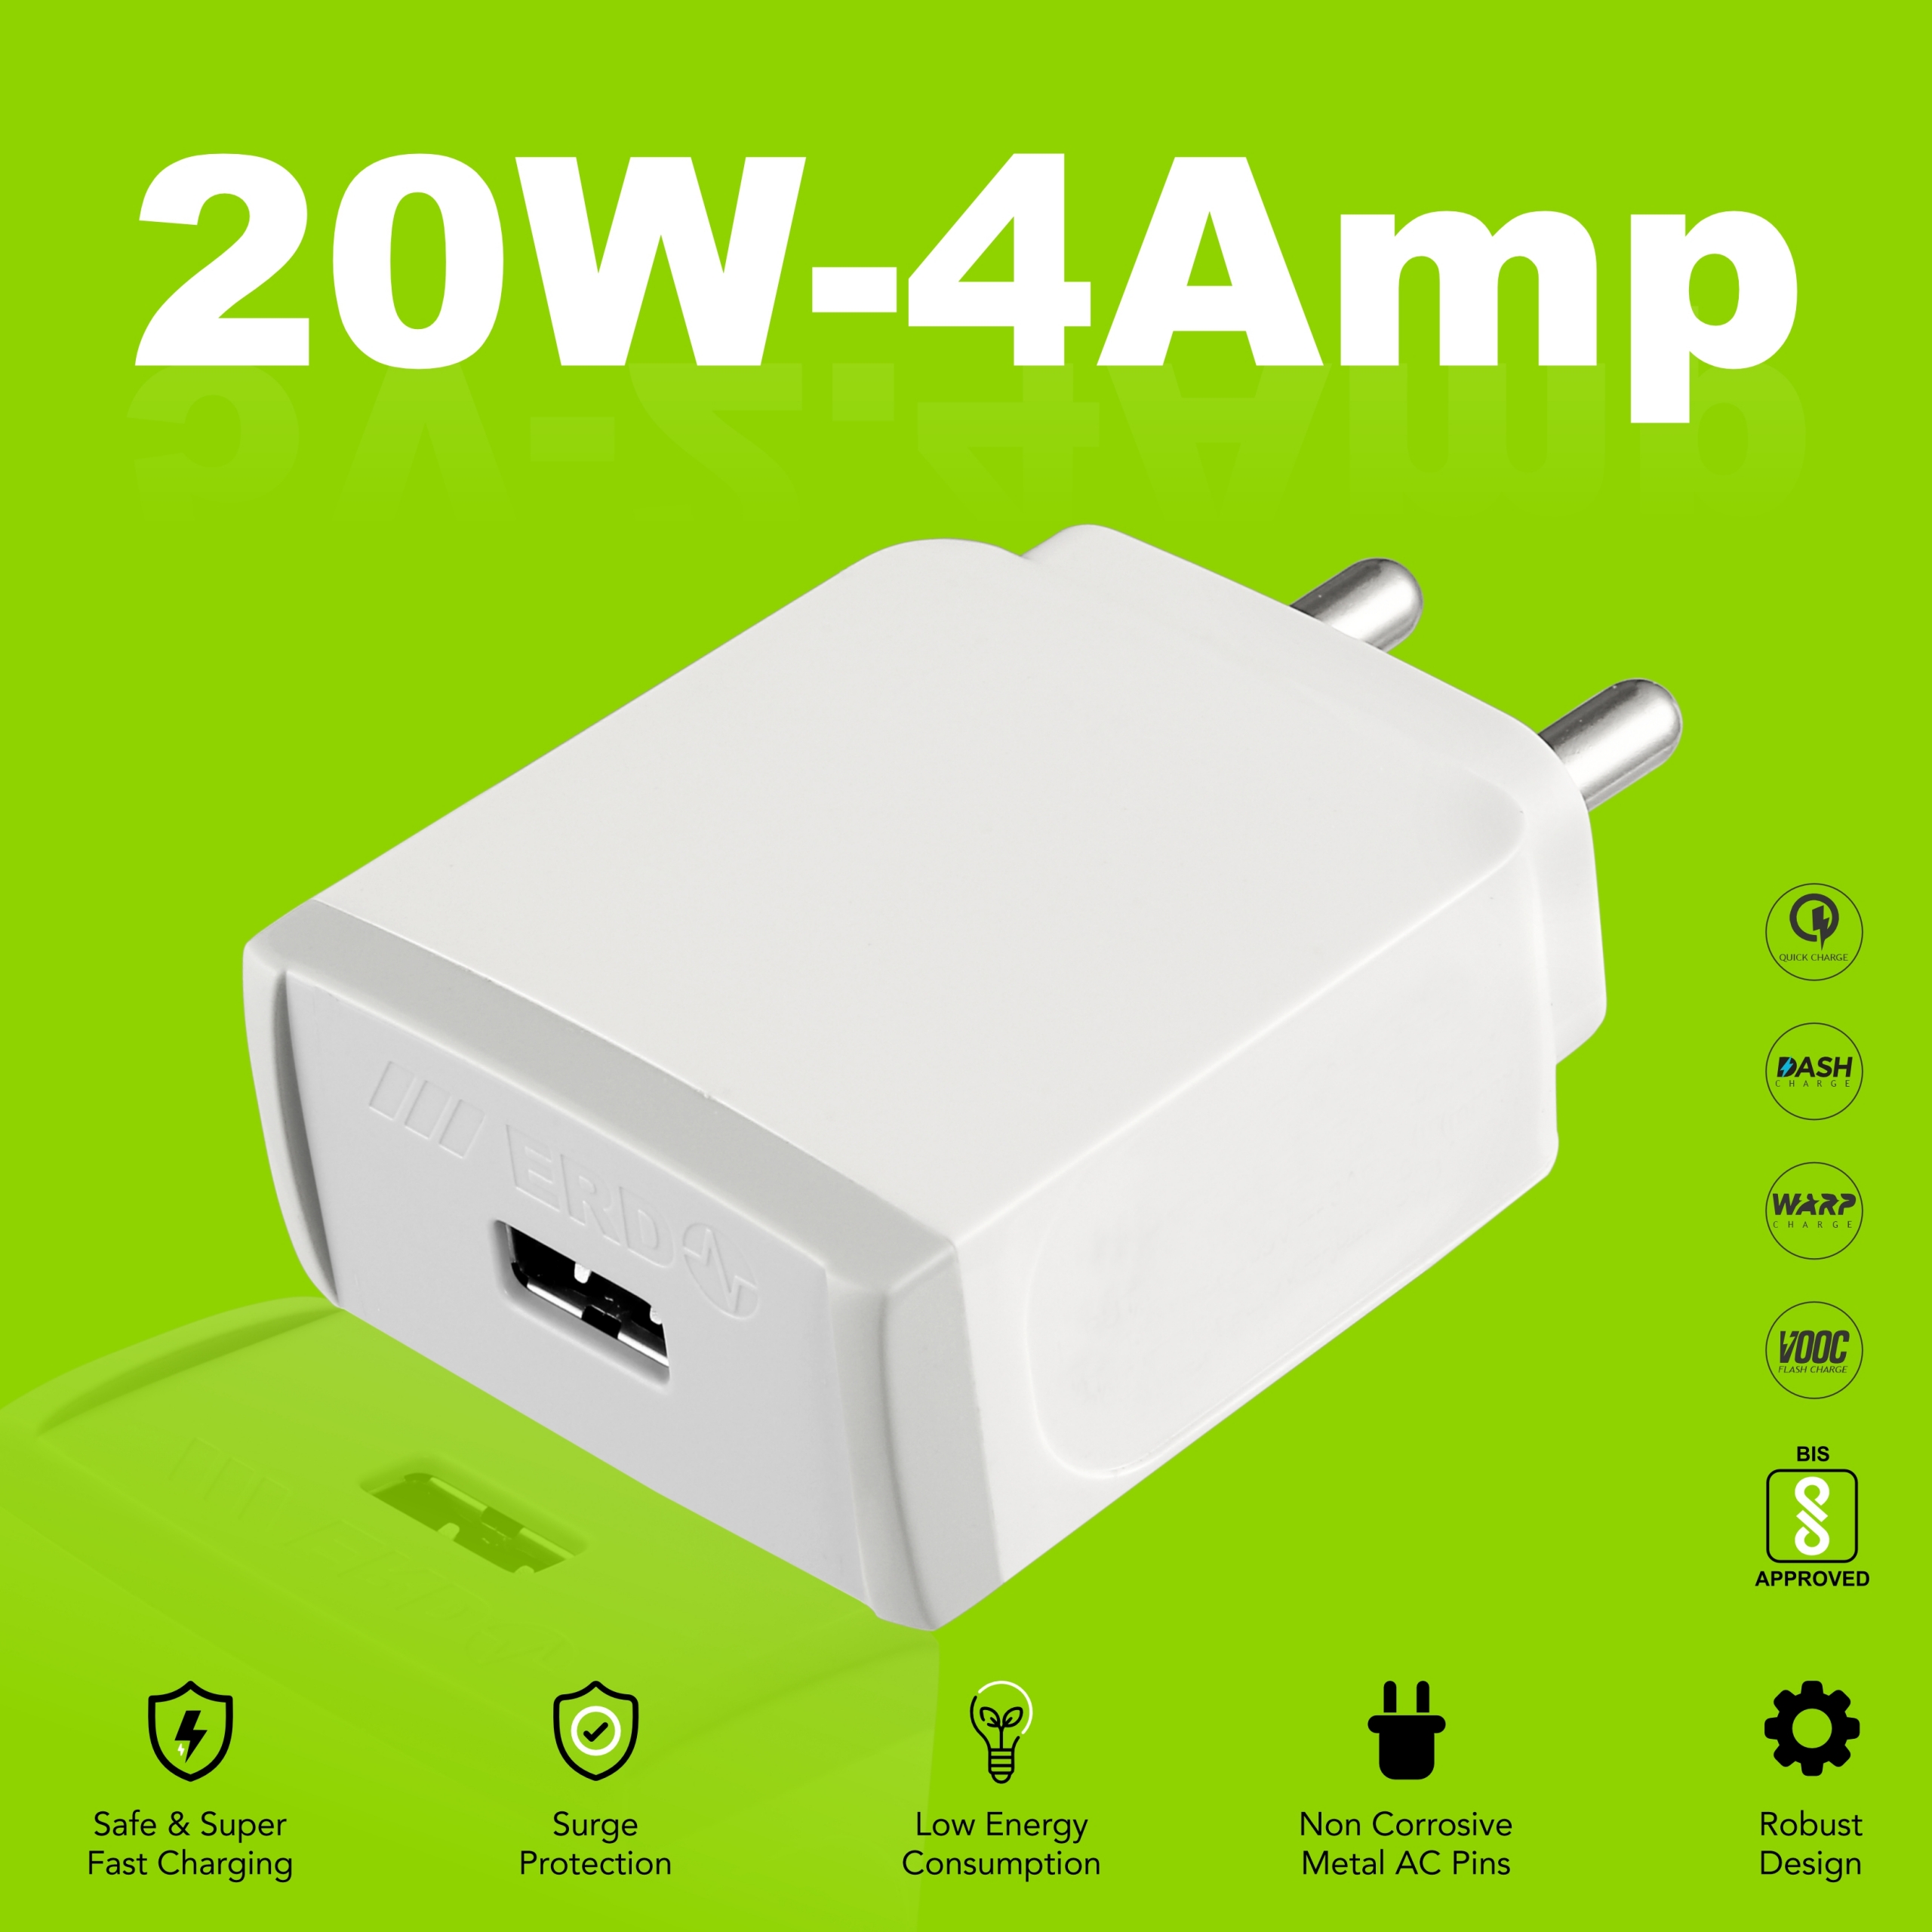 20W-4Amp
ERD
QUICK CHARGE
DASH
CHARGE
WARP
CHARGE
VOOC
FLASH CHARGE
BIS
APPROVED
Safe & Super
Fast Charging
Surge
Protection
Low Energy
Consumption
Non Corrosive
Metal AC Pins
Robust
Design